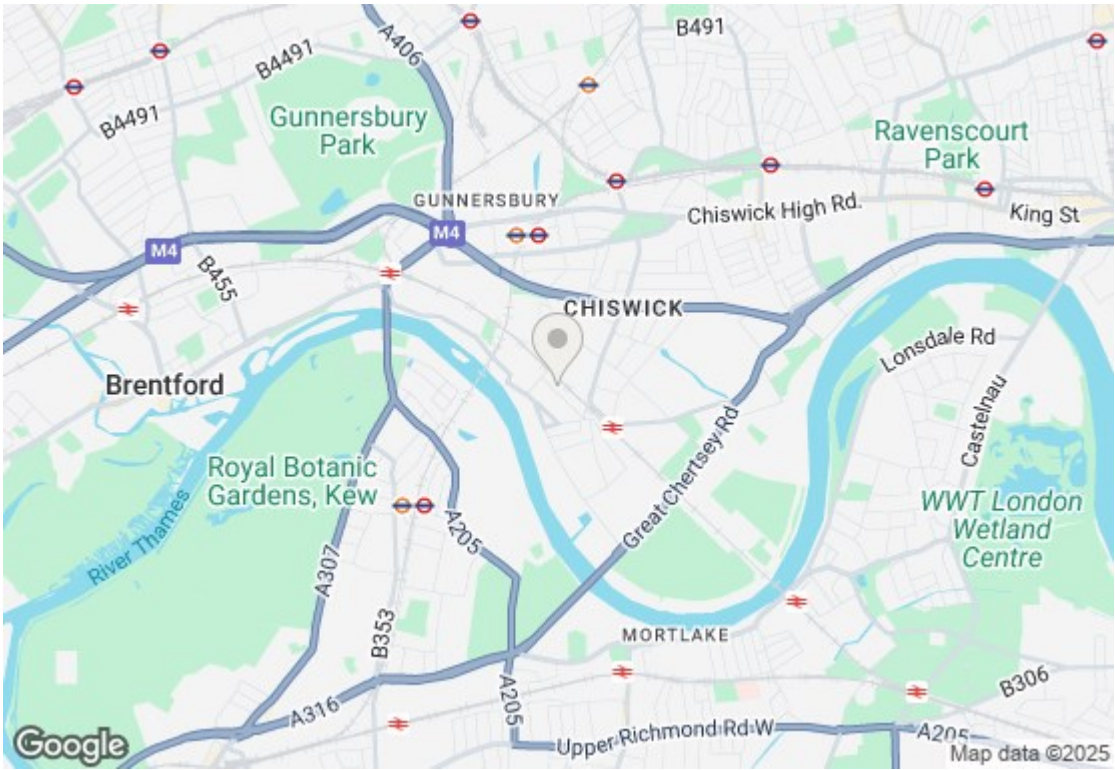 B491
A406
B4491
B4491
Gunnersbury
Park
Ravenscourt
Park
GUNNERSBURY
Chiswick High Rd.
King St
M4
M4
B455
CHISWICK
Lonsdale Rd
Brentford
Castelnau
Great Chertsey Rd
Royal Botanic
Gardens, Kew
WWT London
Wetland
Centre
River Thames
A205
A307
B353
MORTLAKE
B306
A316
A205
Upper Richmond Rd W
A205
Google
Map data ©2025